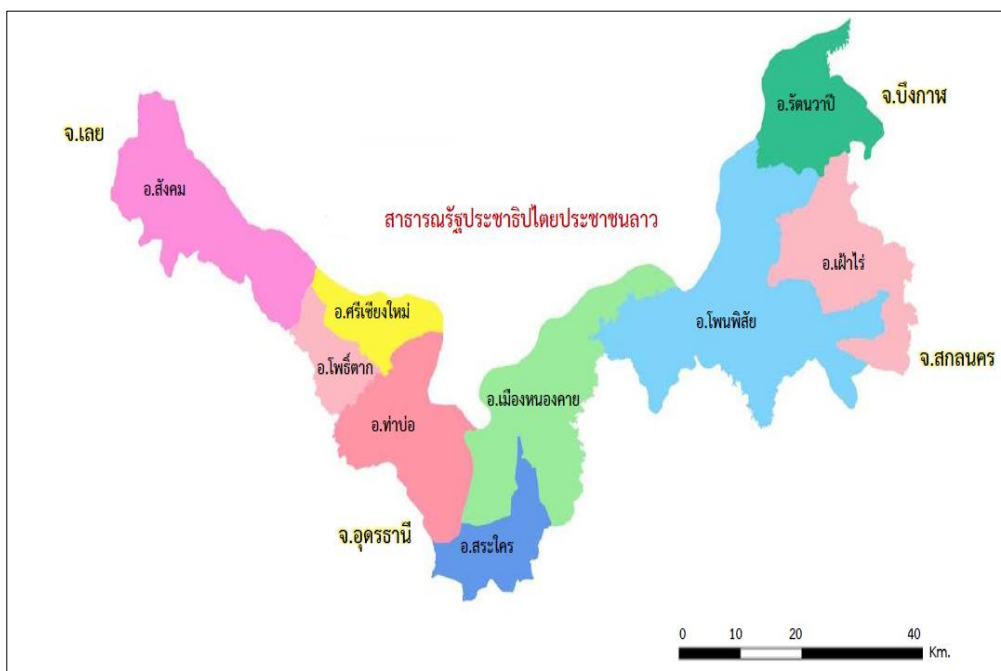 อ.รัตนวาปี
จ.บึงกาฬ
จ.เลย
อ.สังคม
สาธารณรัฐประชาธิปไตยประชาชนลาว
อ.เฝ้าไร่
อ.ศรีเชียงใหม่
อ.โพนพิสัย
อ.โพธิ์ตาก
จ.สกลนคร
อ.เมืองหนองคาย
อ.ท่าบ่อ
จ.อุดรธานี
อ.สระใคร
0 10 20 40
Km.